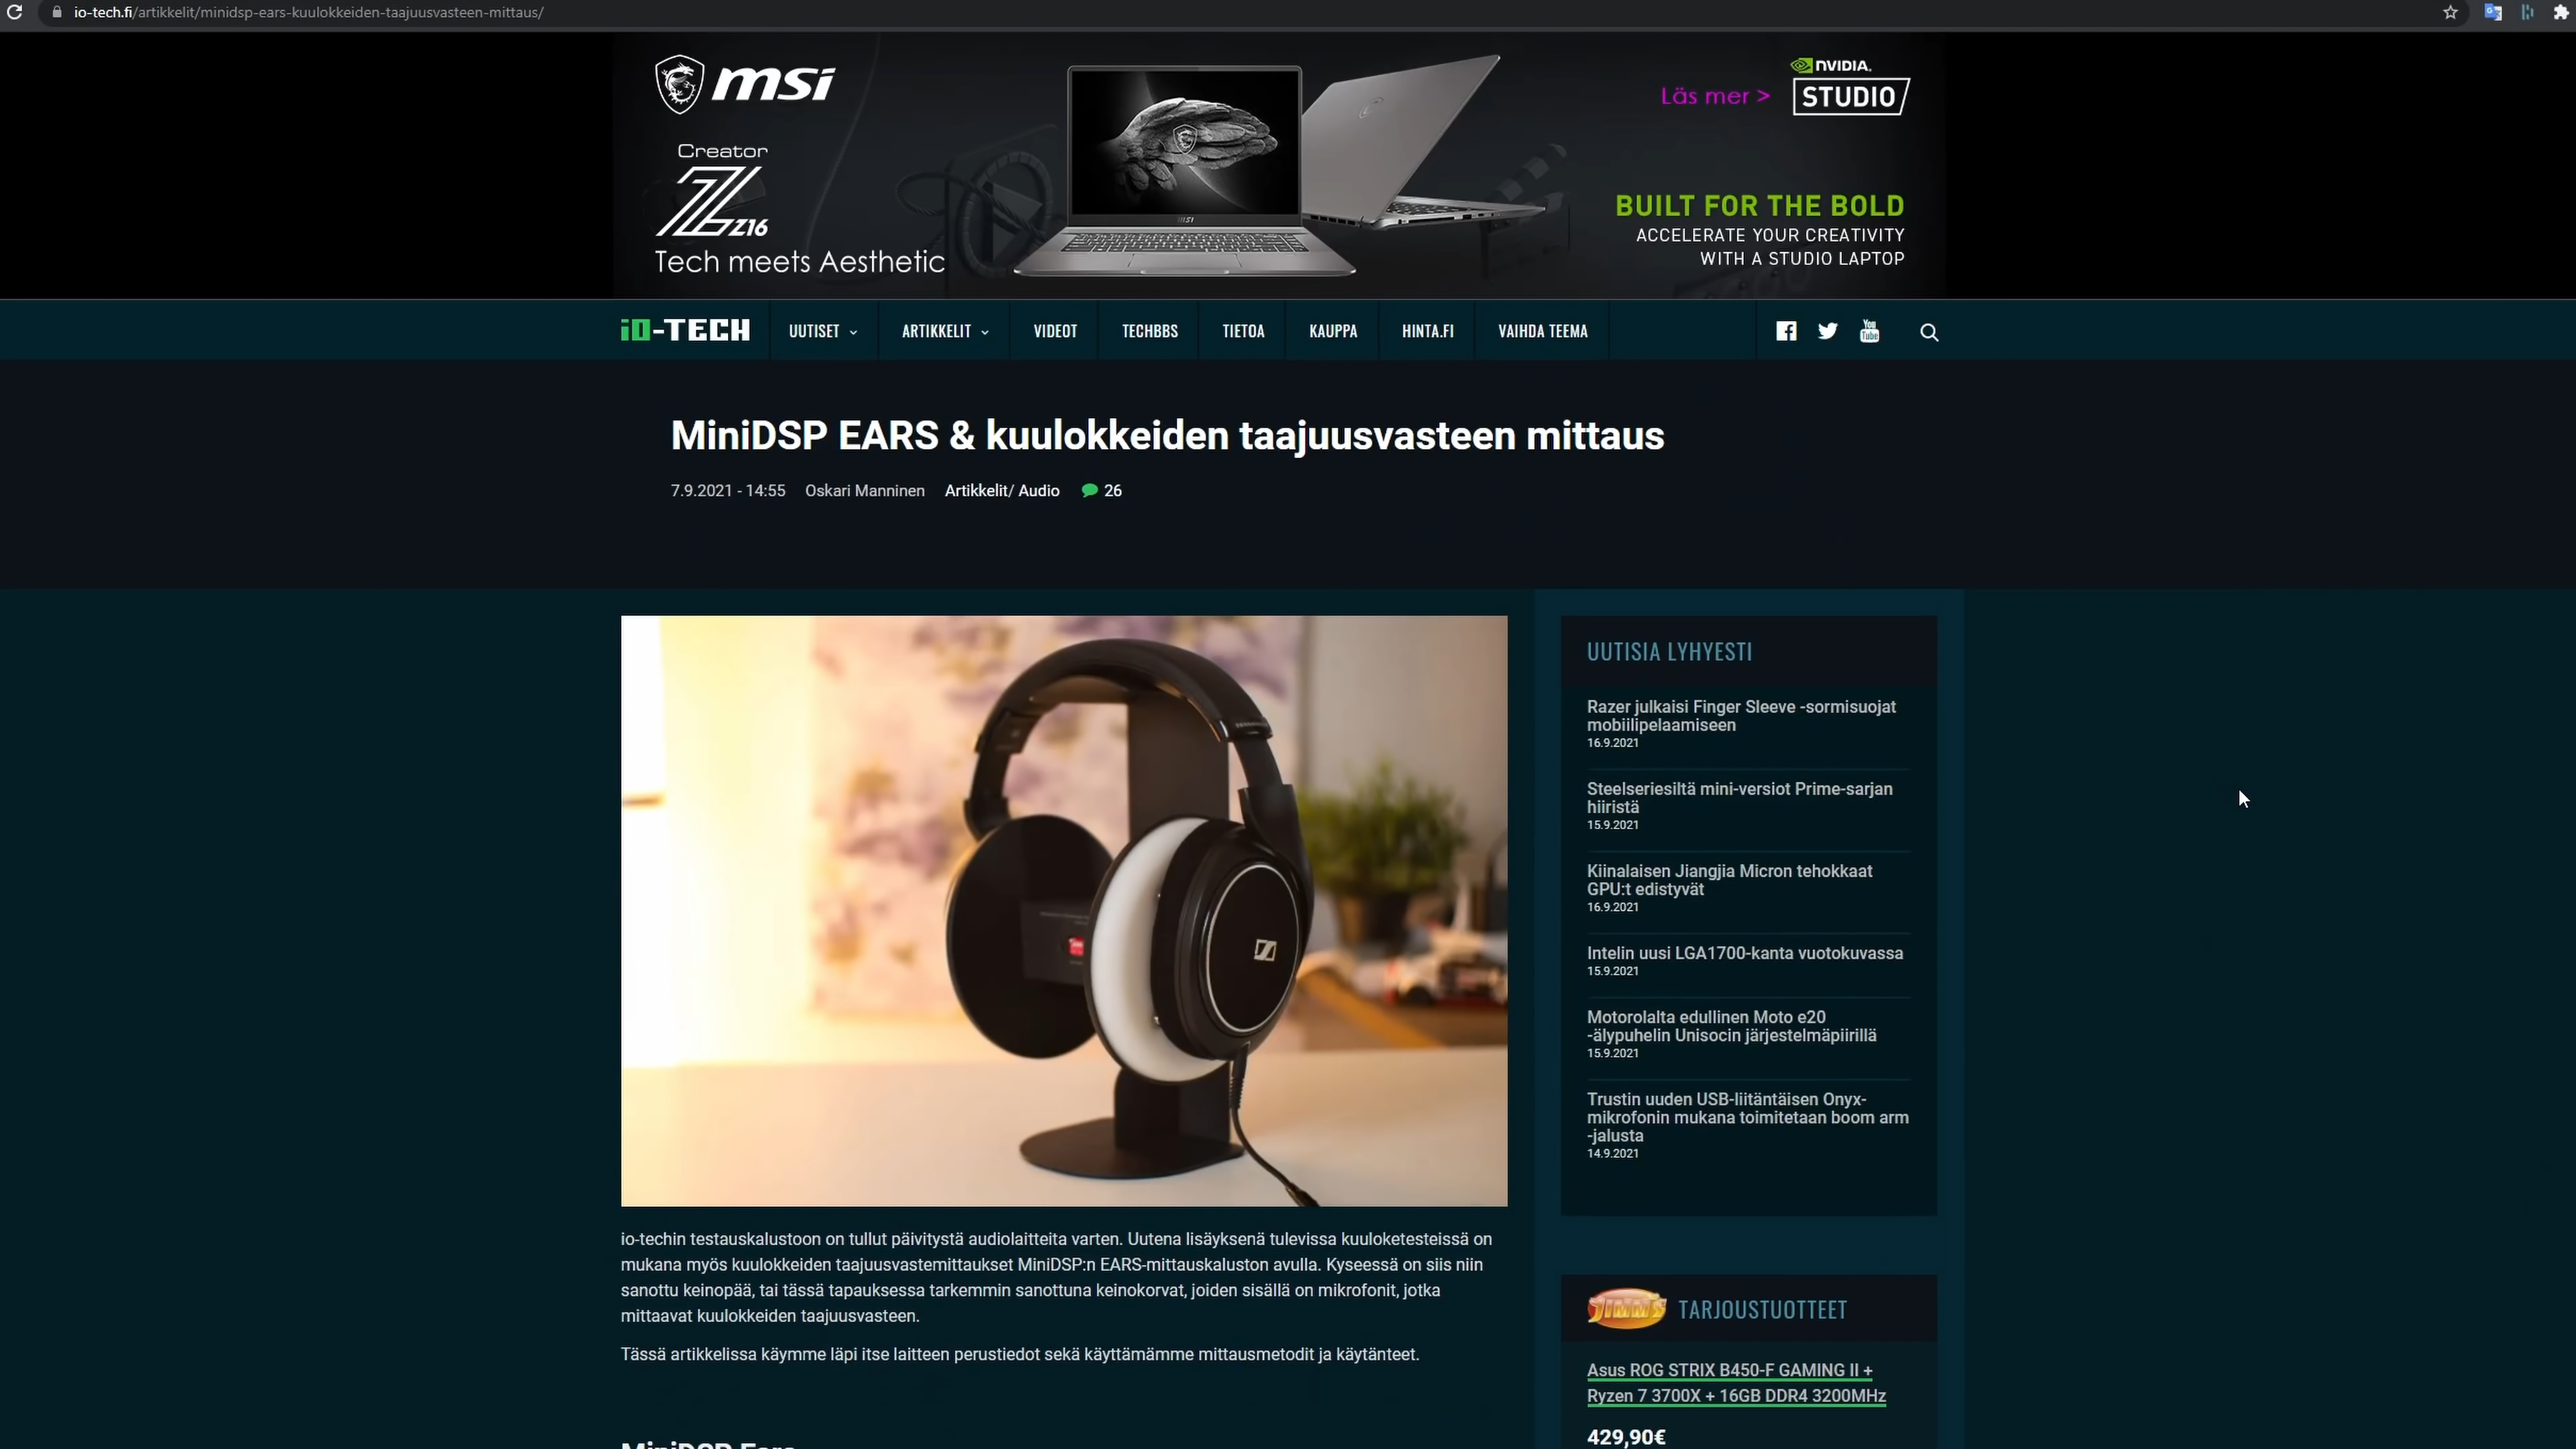 io-tech.fi/artikkelit/minidsp-ears-kuulokkeiden-taajuusvasteen-mittaus/
msi
Creator
Z16
Tech meets Aesthetic
msi
Läs mer >
NVIDIA.
STUDIO
BUILT FOR THE BOLD
ACCELERATE YOUR CREATIVITY
WITH A STUDIO LAPTOP
iO-TECH
UUTISET
ARTIKKELIT
VIDEOT
TECHBBS
TIETOA
KAUPPA
HINTA.FI
VAIHDA TEEMA
You
Tube
MiniDSP EARS & kuulokkeiden taajuusvasteen mittaus
7.9.2021 - 14:55 Oskari Manninen Artikkelit/ Audio 26
io-techin testauskalustoon on tullut päivitystä audiolaitteita varten. Uutena lisäyksenä tulevissa kuuloketesteissä on
mukana myös kuulokkeiden taajuusvastemittaukset MiniDSP:n EARS-mittauskaluston avulla. Kyseessä on siis niin
sanottu keinopää, tai tässä tapauksessa tarkemmin sanottuna keinokorvat, joiden sisällä on mikrofonit, jotka
mittaavat kuulokkeiden taajuusvasteen.
Tässä artikkelissa käymme läpi itse laitteen perustiedot sekä käyttämämme mittausmetodit ja käytänteet.
MiniDSP Ears
UUTISIA LYHYESTI
Razer julkaisi Finger Sleeve -sormisuojat
mobiilipelaamiseen
16.9.2021
Steelseriesiltä mini-versiot Prime-sarjan
hiiristä
15.9.2021
Kiinalaisen Jiangjia Micron tehokkaat
GPU:t edistyvät
16.9.2021
Intelin uusi LGA1700-kanta vuotokuvassa
15.9.2021
Motorolalta edullinen Moto e20
-älypuhelin Unisocin järjestelmäpiirillä
15.9.2021
Trustin uuden USB-liitäntäisen Onyx-
mikrofonin mukana toimitetaan boom arm
-jalusta
14.9.2021
JIMMS TARJOUSTUOTTEET
Asus ROG STRIX B450-F GAMING II +
Ryzen 7 3700X + 16GB DDR4 3200MHz
429,90€